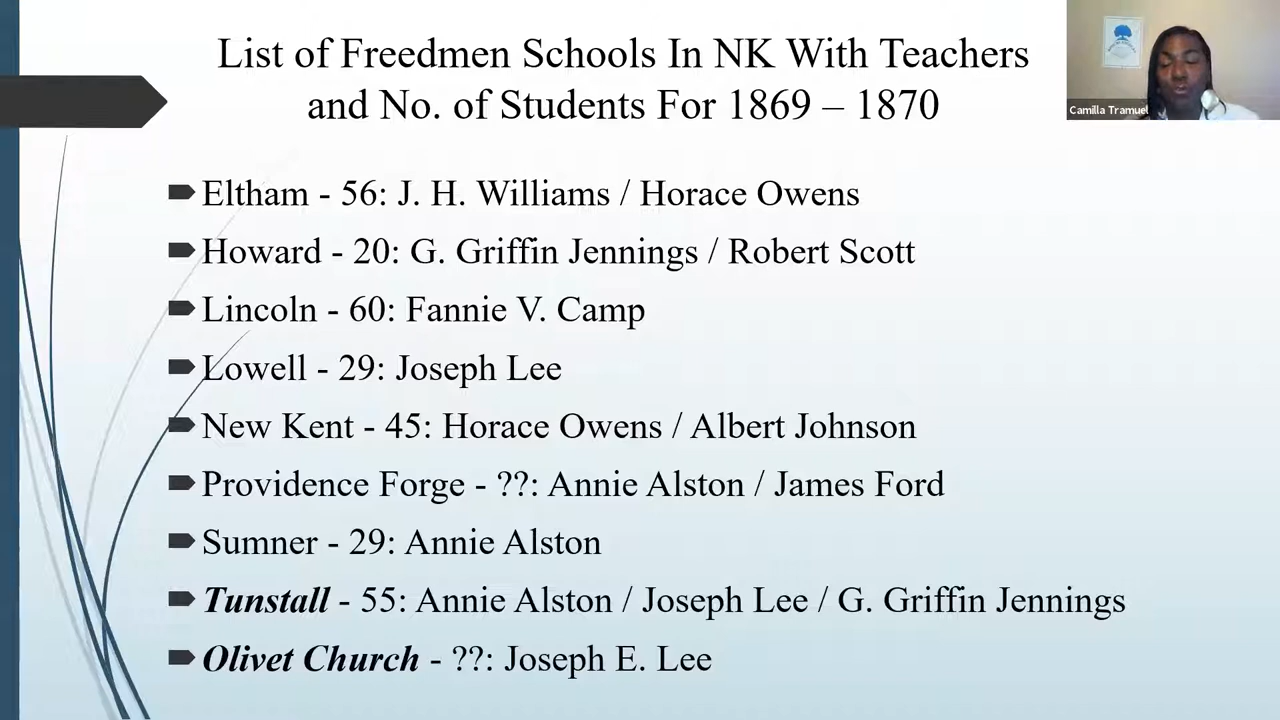 List of Freedmen Schools In NK With Teachers
and No. of Students For 1869 – 1870
Camilla Tramuel
Eltham - 56: J. H. Williams / Horace Owens
Howard - 20: G. Griffin Jennings / Robert Scott
Lincoln - 60: Fannie V. Camp
Lowell - 29: Joseph Lee
New Kent - 45: Horace Owens / Albert Johnson
Providence Forge - ??: Annie Alston / James Ford
Sumner - 29: Annie Alston
Tunstall - 55: Annie Alston / Joseph Lee / G. Griffin Jennings
Olivet Church - ??: Joseph E. Lee